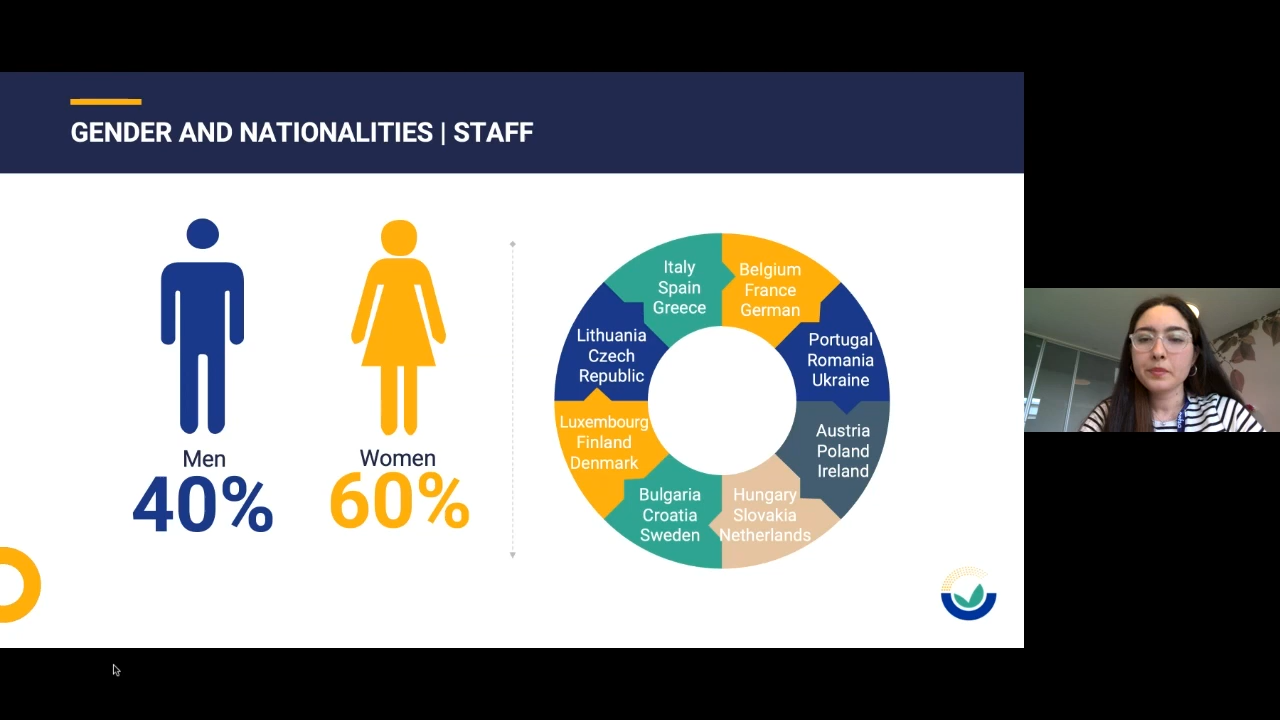 GENDER AND NATIONALITIES | STAFF
Men
40%
Women
60%
Italy
Spain
Greece
Belgium
France
German
Portugal
Romania
Ukraine
Austria
Poland
Ireland
Hungary
Slovakia
Netherlands
Bulgaria
Croatia
Sweden
Luxembourg
Finland
Denmark
Lithuania
Czech
Republic